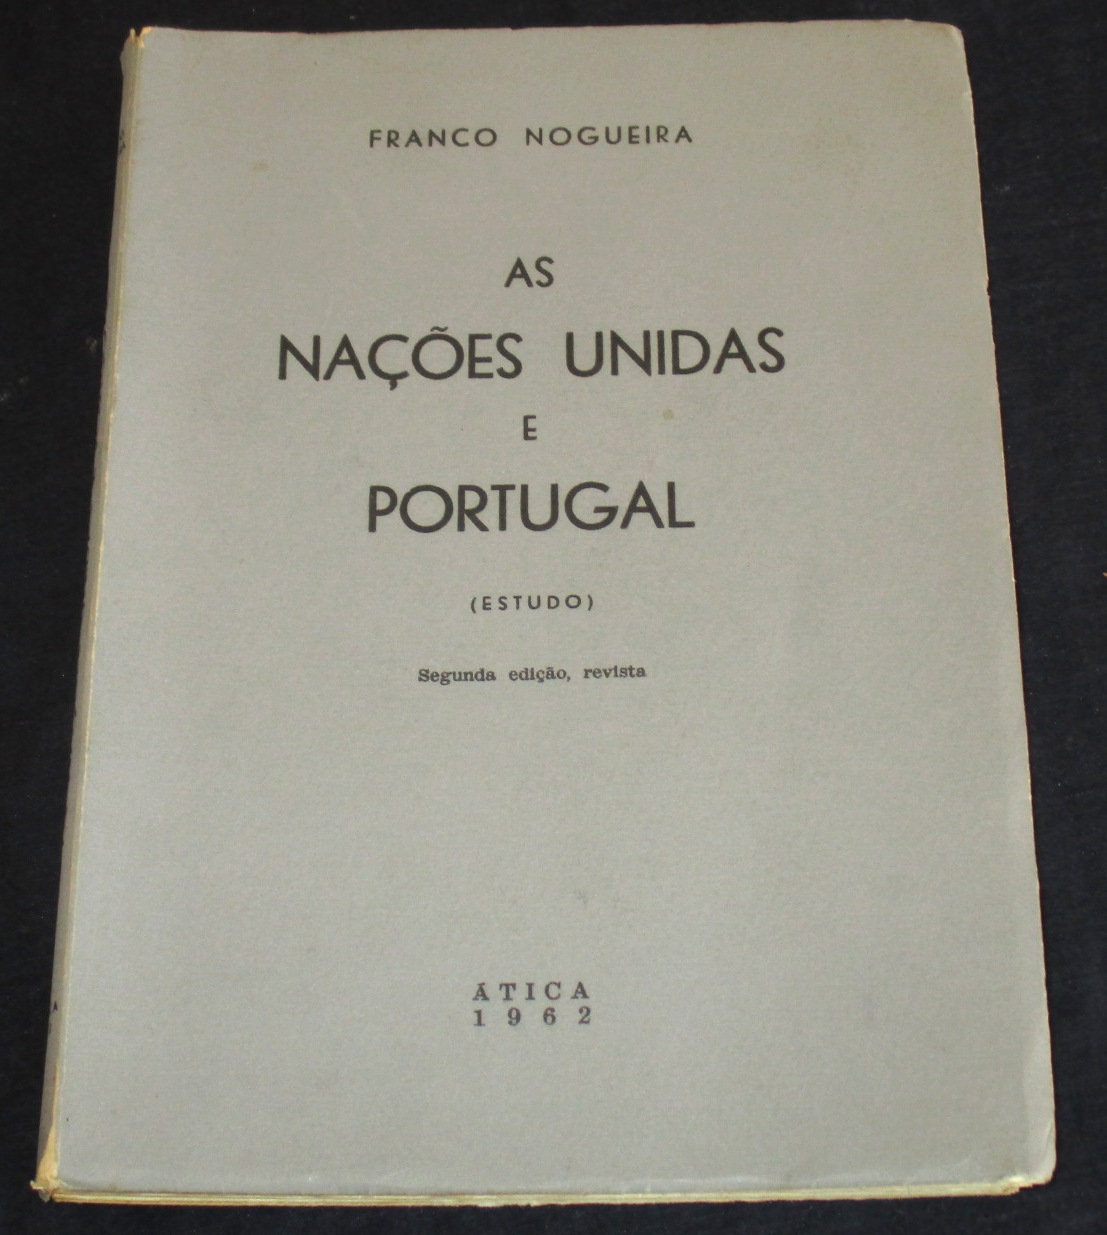 FRANCO NOGUEIRA
AS
NAÇÕES UNIDAS
E
PORTUGAL
(ESTUDO)
Segunda edição, revista
ÁTICA
1962